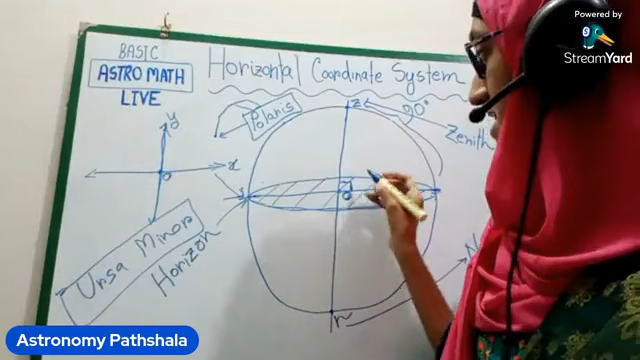 Powered by
StreamYard
BASIC
ASTRO MATH
LIVE
Horizontal Coordinate System
Polaris
Z
90°
Zenith
y
x
o
Ursa Minor
Horizon
N
Astronomy Pathshala